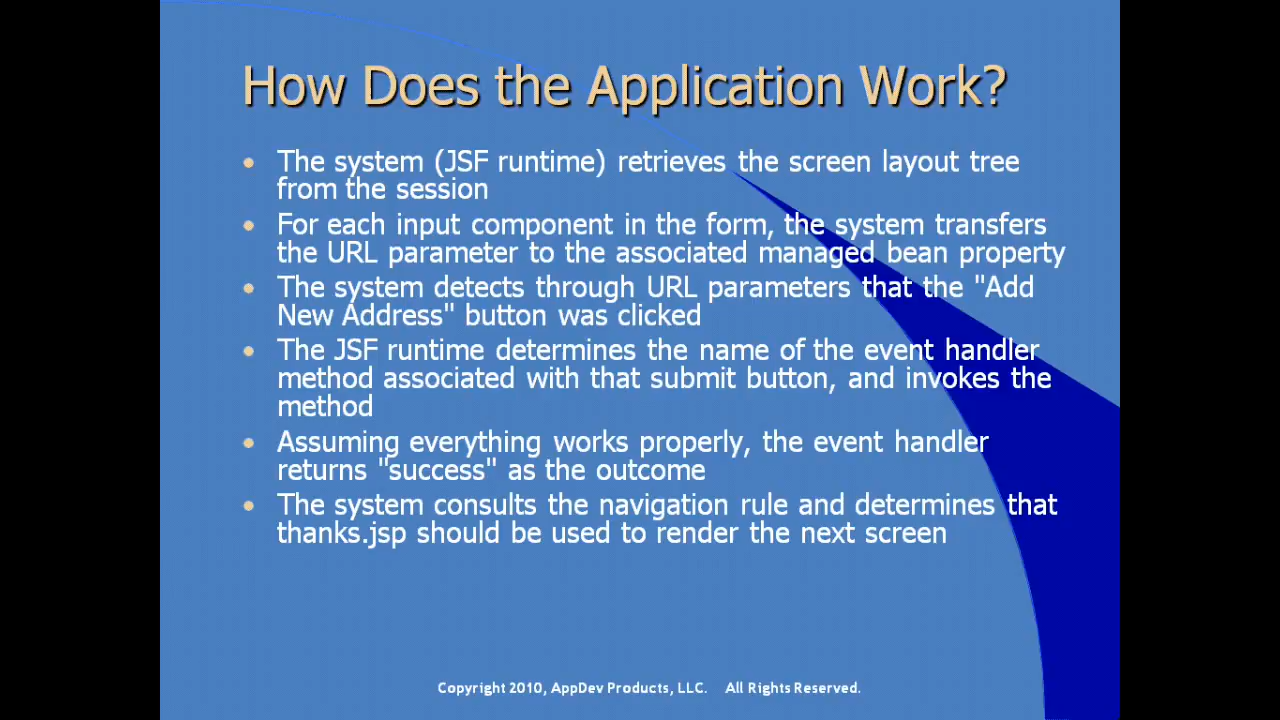 How Does the Application Work?
• The system (JSF runtime) retrieves the screen layout tree
from the session
• For each input component in the form, the system transfers
the URL parameter to the associated managed bean property
• The system detects through URL parameters that the "Add
New Address" button was clicked
• The JSF runtime determines the name of the event handler
method associated with that submit button, and invokes the
method
• Assuming everything works properly, the event handler
returns "success" as the outcome
• The system consults the navigation rule and determines that
thanks.jsp should be used to render the next screen
Copyright 2010, AppDev Products, LLC. All Rights Reserved.